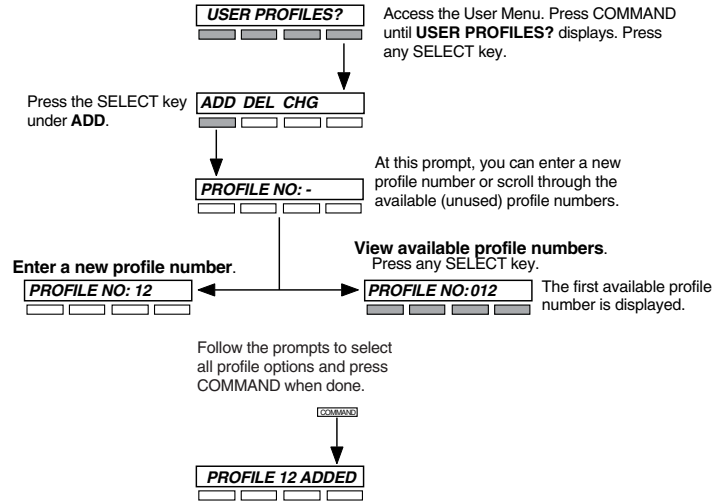 USER PROFILES?
Access the User Menu. Press COMMAND
until USER PROFILES? displays. Press
any SELECT key.
Press the SELECT key
under ADD.
ADD DEL CHG
At this prompt, you can enter a new
profile number or scroll through the
available (unused) profile numbers.
PROFILE NO: -
Enter a new profile number.
PROFILE NO: 12
View available profile numbers.
Press any SELECT key.
PROFILE NO:012
The first available profile
number is displayed.
Follow the prompts to select
all profile options and press
COMMAND when done.
COMMAND
PROFILE 12 ADDED